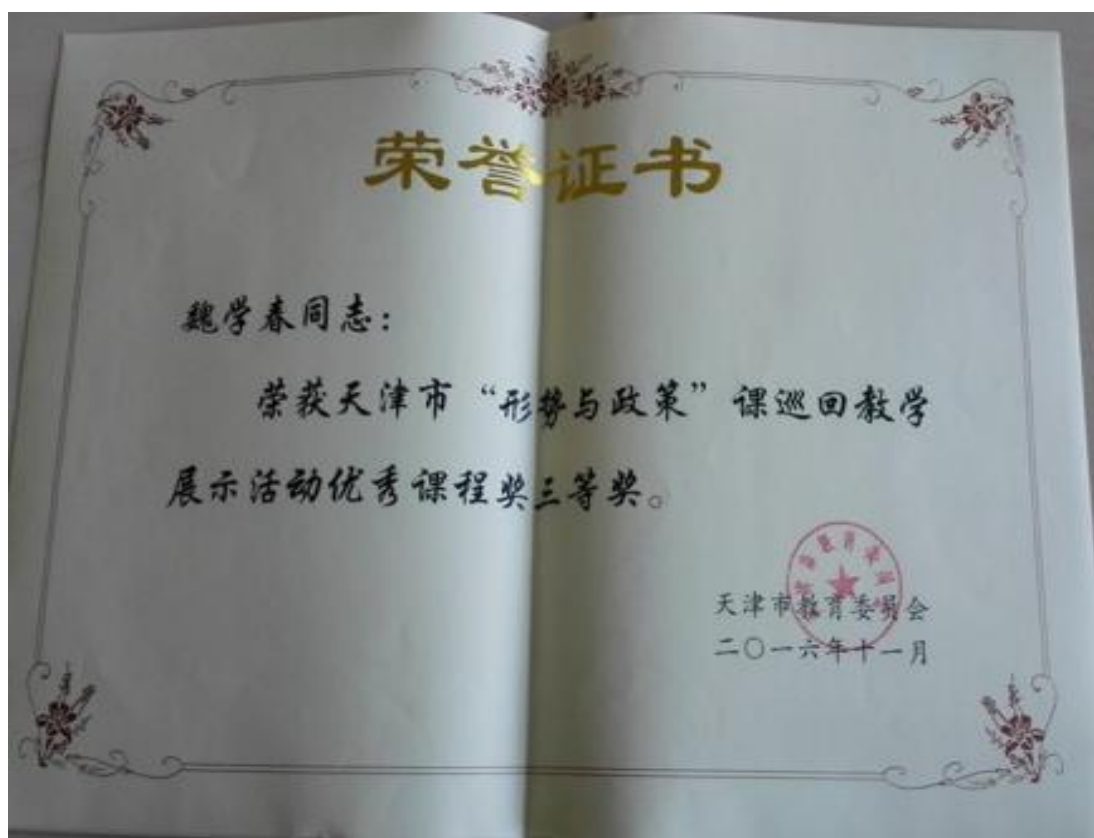 荣誉证书
魏学春同志：
荣获天津市“形势与政策”课巡回教学
展示活动优秀课程奖三等奖。
天津市教育委员会
二〇一六年十一月